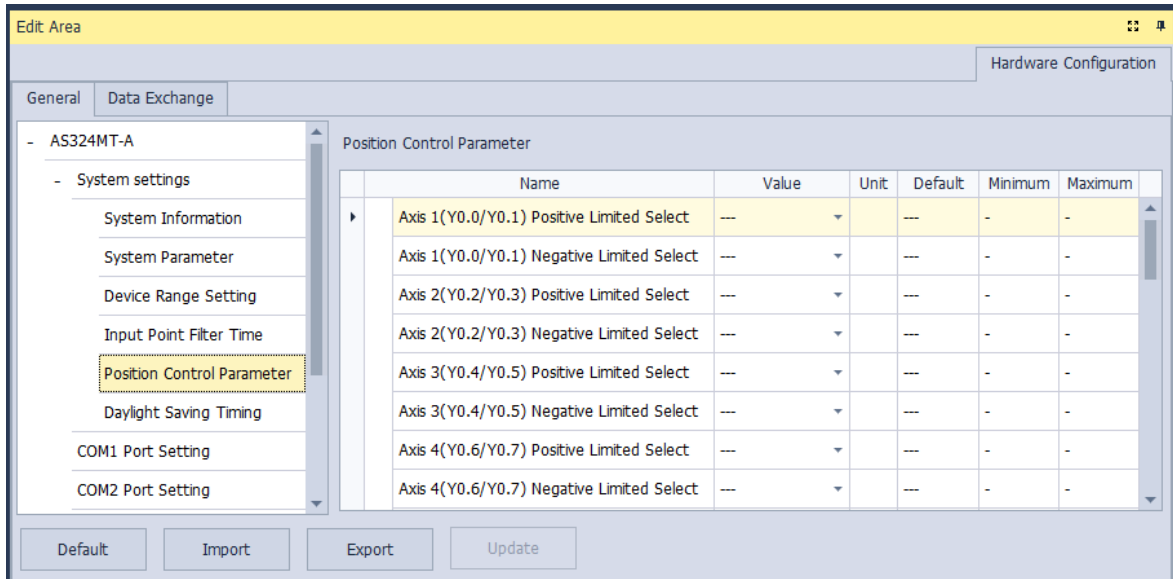 Edit Area
Hardware Configuration
General Data Exchange
- AS324MT-A
- System settings
System Information
System Parameter
Device Range Setting
Input Point Filter Time
Position Control Parameter
Daylight Saving Timing
COM1 Port Setting
COM2 Port Setting
Position Control Parameter
Name Value Unit Default Minimum Maximum
Axis 1(Y0.0/Y0.1) Positive Limited Select --- --- - -
Axis 1(Y0.0/Y0.1) Negative Limited Select --- --- - -
Axis 2(Y0.2/Y0.3) Positive Limited Select --- --- - -
Axis 2(Y0.2/Y0.3) Negative Limited Select --- --- - -
Axis 3(Y0.4/Y0.5) Positive Limited Select --- --- - -
Axis 3(Y0.4/Y0.5) Negative Limited Select --- --- - -
Axis 4(Y0.6/Y0.7) Positive Limited Select --- --- - -
Axis 4(Y0.6/Y0.7) Negative Limited Select --- --- - -
Default Import Export Update